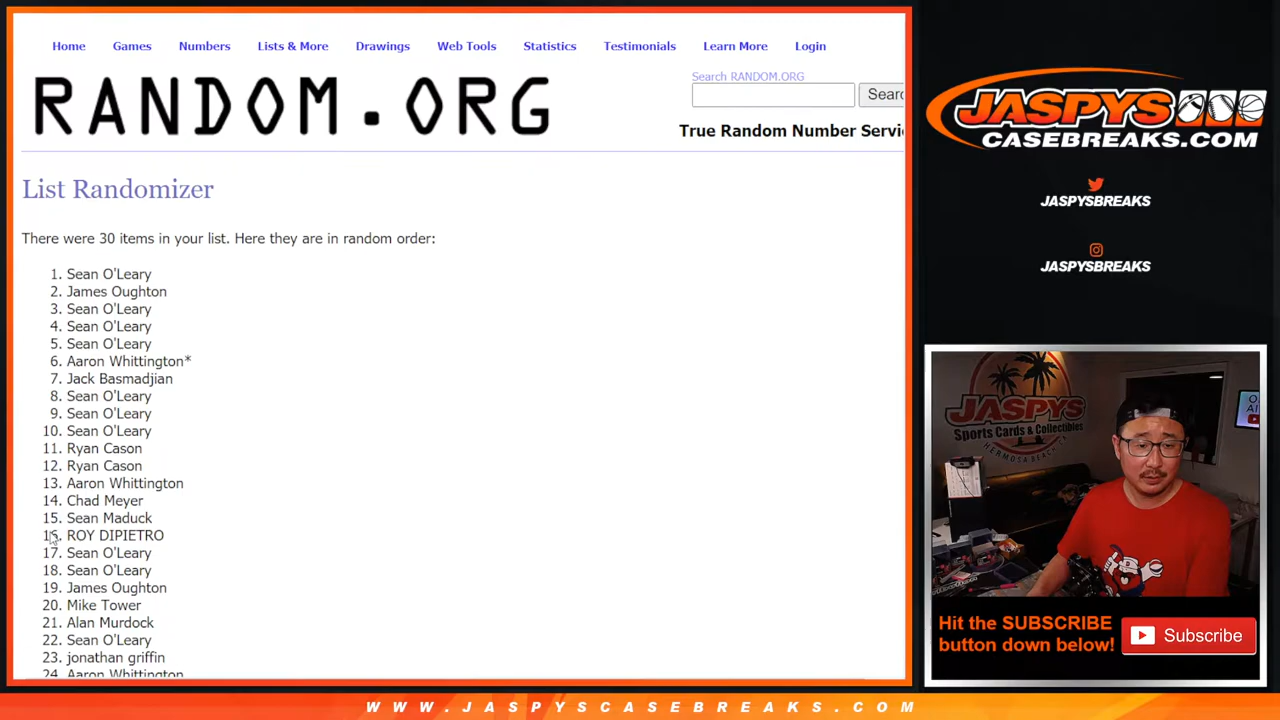 Home Games Numbers Lists & More Drawings Web Tools Statistics Testimonials Learn More Login
Search RANDOM.ORG
RANDOM.ORG
Searc
True Random Number Servi
List Randomizer
There were 30 items in your list. Here they are in random order:
1. Sean O'Leary
2. James Oughton
3. Sean O'Leary
4. Sean O'Leary
5. Sean O'Leary
6. Aaron Whittington*
7. Jack Basmadjian
8. Sean O'Leary
9. Sean O'Leary
10. Sean O'Leary
11. Ryan Cason
12. Ryan Cason
13. Aaron Whittington
14. Chad Meyer
15. Sean Maduck
16. ROY DIPIETRO
17. Sean O'Leary
18. Sean O'Leary
19. James Oughton
20. Mike Tower
21. Alan Murdock
22. Sean O'Leary
23. jonathan griffin
24. Aaron Whittington
JASPYS
CASEBREAKS.COM
JASPYSBREAKS
JASPYSBREAKS
JASPYS
Sports Cards & Collectibles
HERMOSA BEACH, CA
Hit the SUBSCRIBE
button down below!
Subscribe
WWW.JASPYSCASEBREAKS.COM